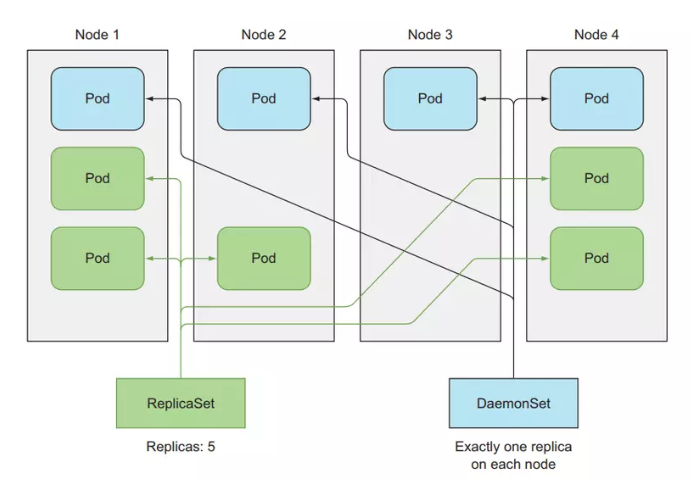 Node 1
Node 2
Node 3
Node 4
Pod
Pod
Pod
Pod
Pod
Pod
Pod
Pod
Pod
ReplicaSet
DaemonSet
Replicas: 5
Exactly one replica
on each node